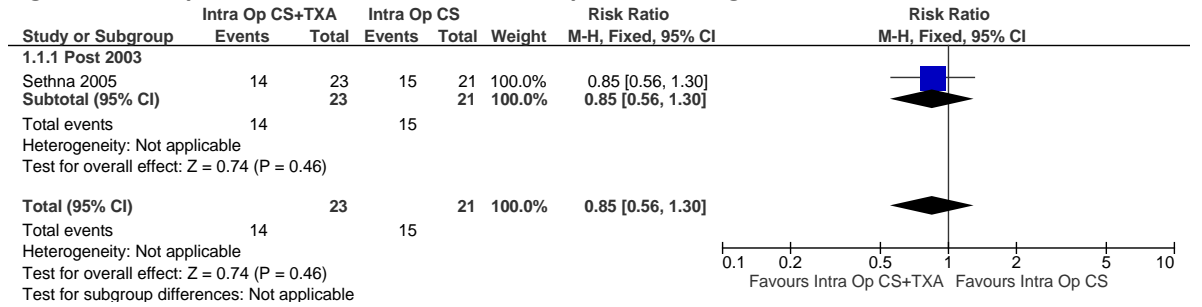 Intra Op CS+TXA Intra Op CS Risk Ratio Risk Ratio
Study or Subgroup Events Total Events Total Weight M-H, Fixed, 95% CI M-H, Fixed, 95% CI
1.1.1 Post 2003
Sethna 2005 14 23 15 21 100.0% 0.85 [0.56, 1.30]
Subtotal (95% CI) 23 21 100.0% 0.85 [0.56, 1.30]
Total events 14 15
Heterogeneity: Not applicable
Test for overall effect: Z = 0.74 (P = 0.46)
Total (95% CI) 23 21 100.0% 0.85 [0.56, 1.30]
Total events 14 15
Heterogeneity: Not applicable
Test for overall effect: Z = 0.74 (P = 0.46)
Test for subgroup differences: Not applicable
0.1 0.2 0.5 1 2 5 10
Favours Intra Op CS+TXA Favours Intra Op CS